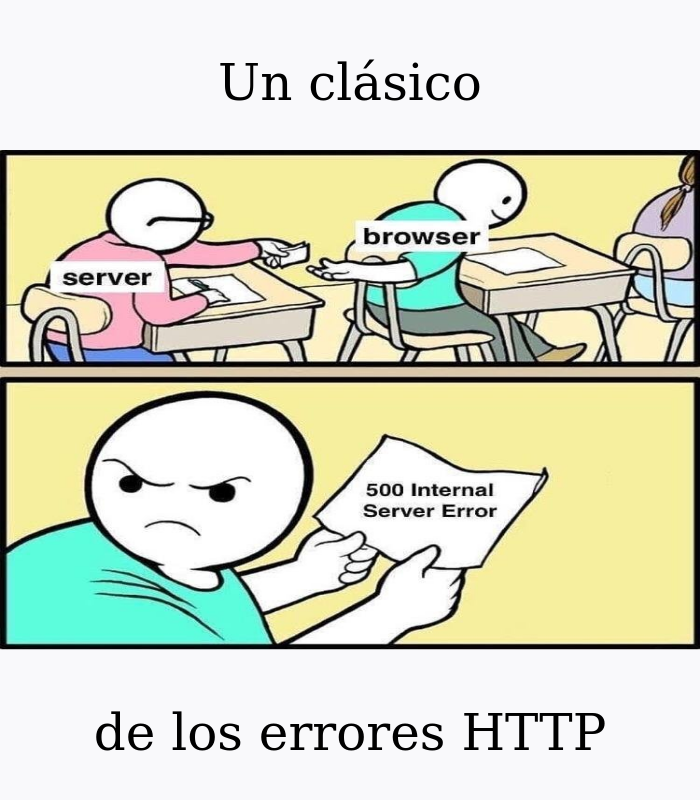 Un clásico
browser
server
500 Internal
Server Error
de los errores HTTP